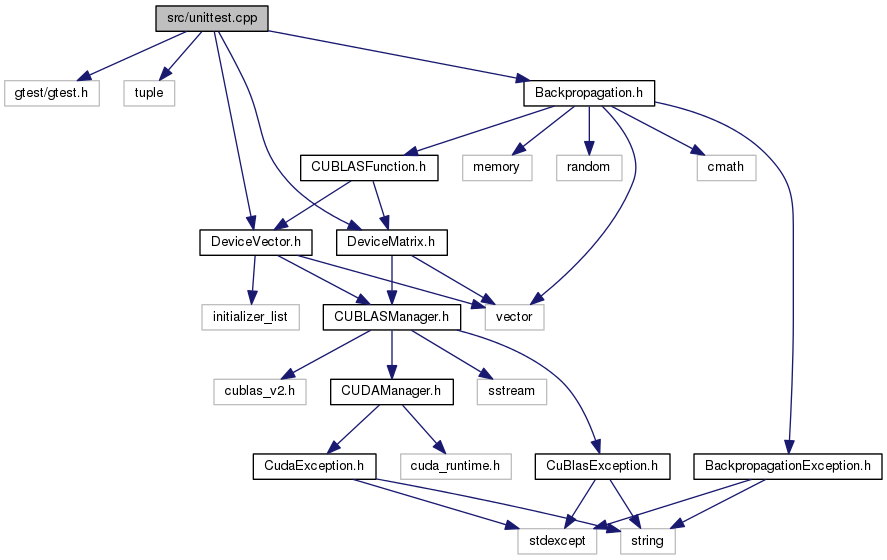 src/unittest.cpp
gtest/gtest.h
tuple
Backpropagation.h
CUBLASFunction.h
memory
random
cmath
DeviceVector.h
DeviceMatrix.h
initializer_list
CUBLASManager.h
vector
cublas_v2.h
CUDAManager.h
sstream
CudaException.h
cuda_runtime.h
CuBlasException.h
BackpropagationException.h
stdexcept
string